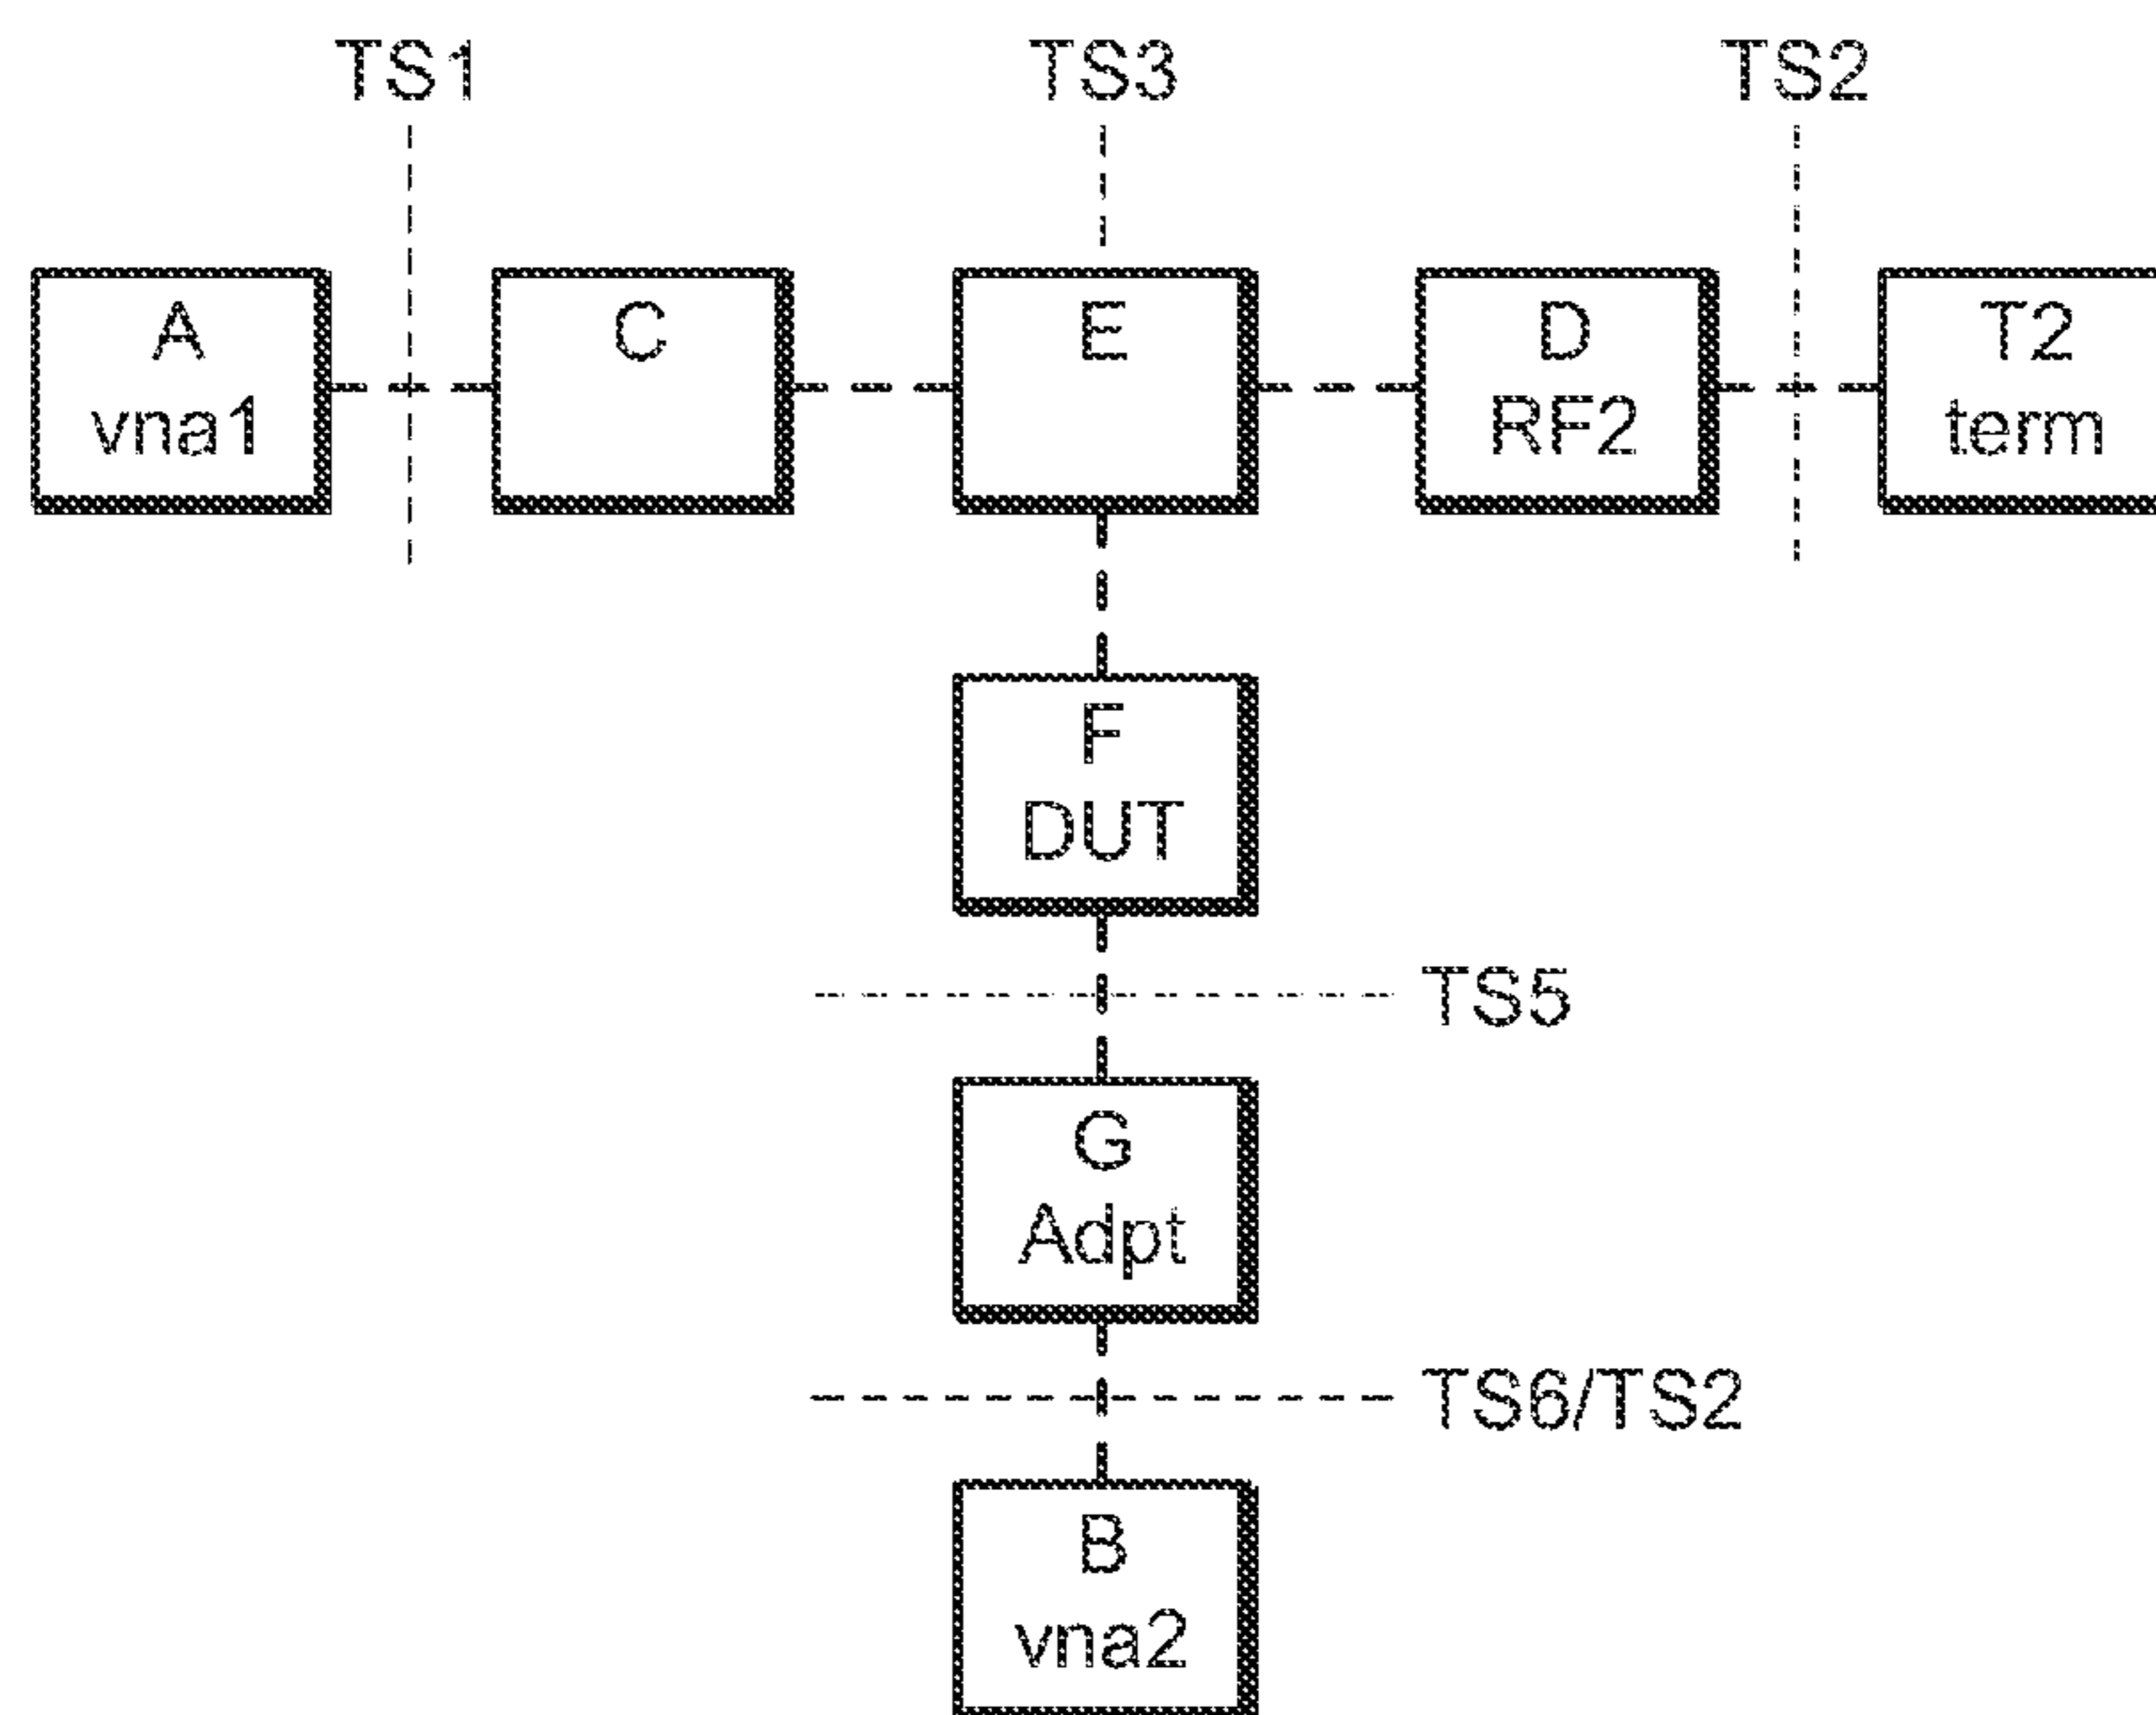 TS1
TS3
TS2
A
vna1
C
E
D
RF2
T2
term
F
DUT
TS5
G
Adpt
TS6/TS2
B
vna2